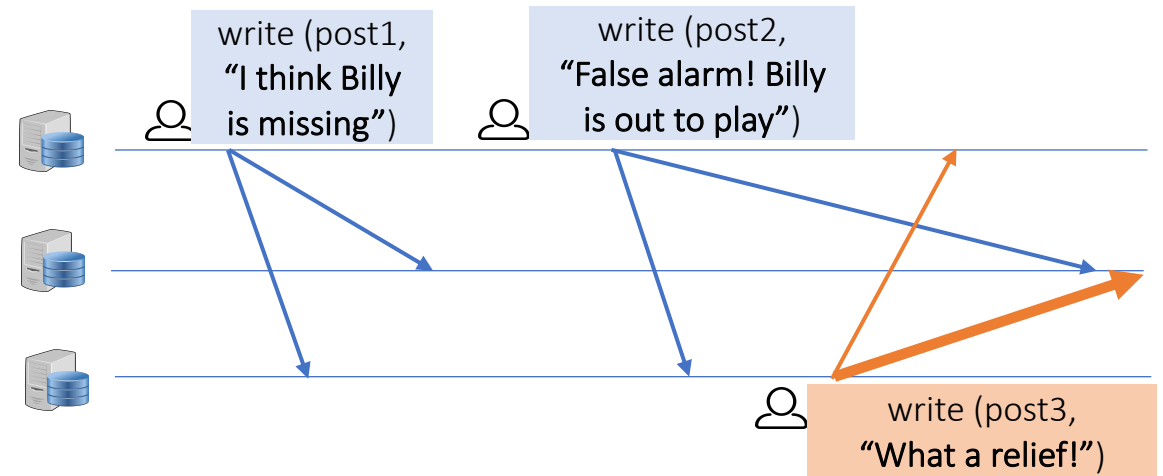 write (post1,
“I think Billy
is missing”)
write (post2,
“False alarm! Billy
is out to play”)
write (post3,
“What a relief!”)